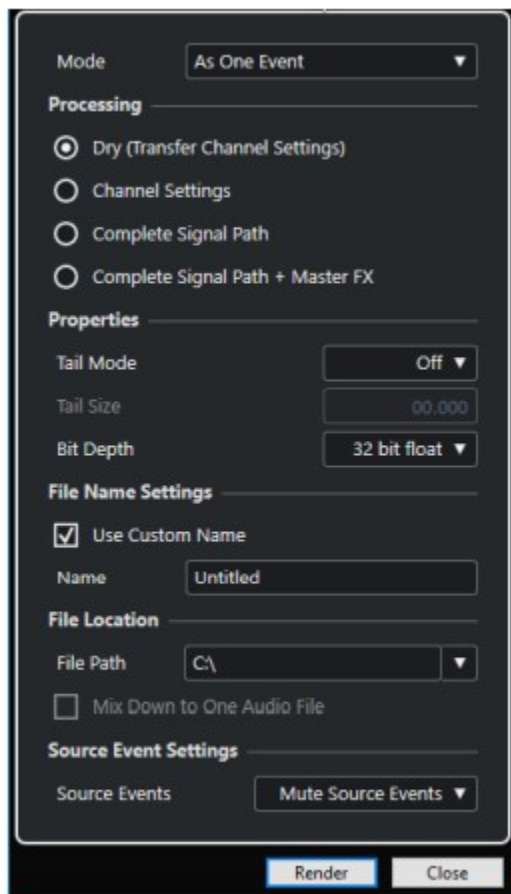 Mode As One Event
Processing
Dry (Transfer Channel Settings)
Channel Settings
Complete Signal Path
Complete Signal Path + Master FX
Properties
Tail Mode Off
Tail Size 00.000
Bit Depth 32 bit float
File Name Settings
Use Custom Name
Name Untitled
File Location
File Path C:\
Mix Down to One Audio File
Source Event Settings
Source Events Mute Source Events
Render Close